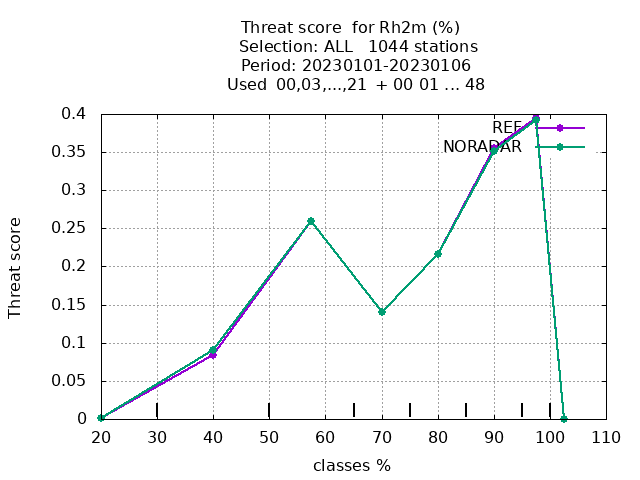 Threat score  for Rh2m (%)
Selection: ALL   1044 stations
Period: 20230101-20230106
Used  00,03,...,21  + 00 01 ... 48
REF
NORADAR
0.4
0.35
0.3
0.25
0.2
0.15
0.1
0.05
0
Threat score
20 30 40 50 60 70 80 90 100 110
classes %